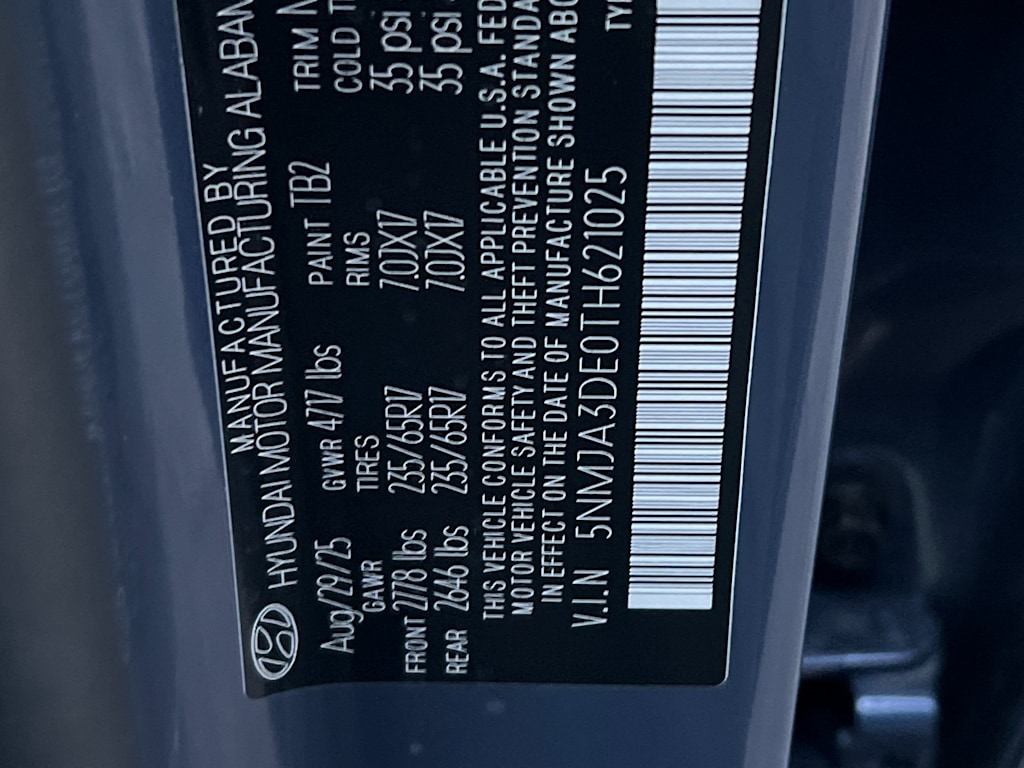 MANUFACTURED BY
HYUNDAI MOTOR MANUFACTURING ALABAN
Aug/29/25 GVWR 4717 lbs PAINT TB2 TRIM
GAWR TIRES RIMS COLD
FRONT 2778 lbs 235/65R17 7.0JX17 35 psi
REAR 2646 lbs 235/65R17 7.0JX17 35 psi
THIS VEHICLE CONFORMS TO ALL APPLICABLE U.S.A. FED
MOTOR VEHICLE SAFETY AND THEFT PREVENTION STANDA
IN EFFECT ON THE DATE OF MANUFACTURE SHOWN ABO
V.I.N 5NMJA3DE0TH621025 TY